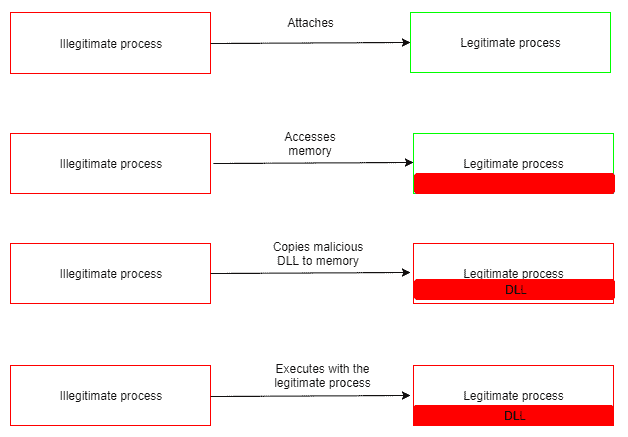 Attaches
Illegitimate process
Legitimate process
Accesses
memory
Illegitimate process
Legitimate process
Copies malicious
DLL to memory
Illegitimate process
Legitimate process
DLL
Executes with the
legitimate process
Illegitimate process
Legitimate process
DLL